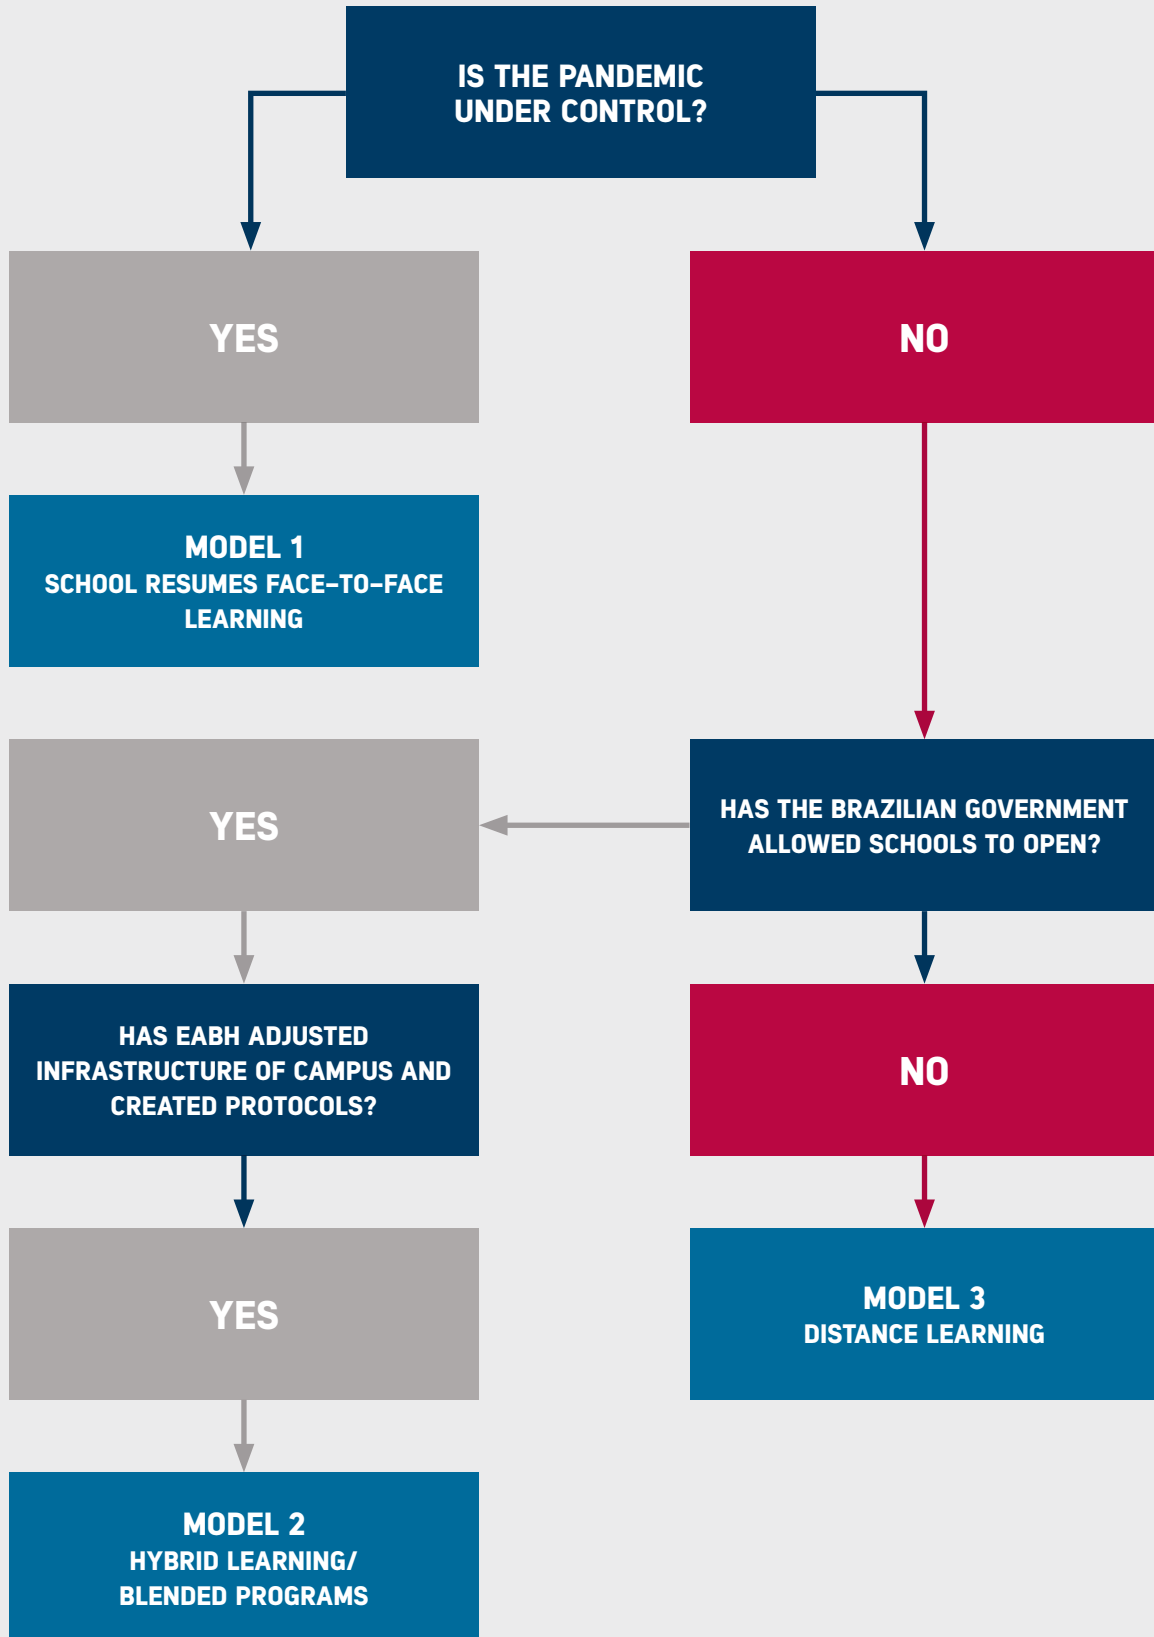 IS THE PANDEMIC
UNDER CONTROL?
YES
NO
MODEL 1
SCHOOL RESUMES FACE-TO-FACE
LEARNING
YES
HAS THE BRAZILIAN GOVERNMENT
ALLOWED SCHOOLS TO OPEN?
HAS EABH ADJUSTED
INFRASTRUCTURE OF CAMPUS AND
CREATED PROTOCOLS?
NO
YES
MODEL 3
DISTANCE LEARNING
MODEL 2
HYBRID LEARNING/
BLENDED PROGRAMS